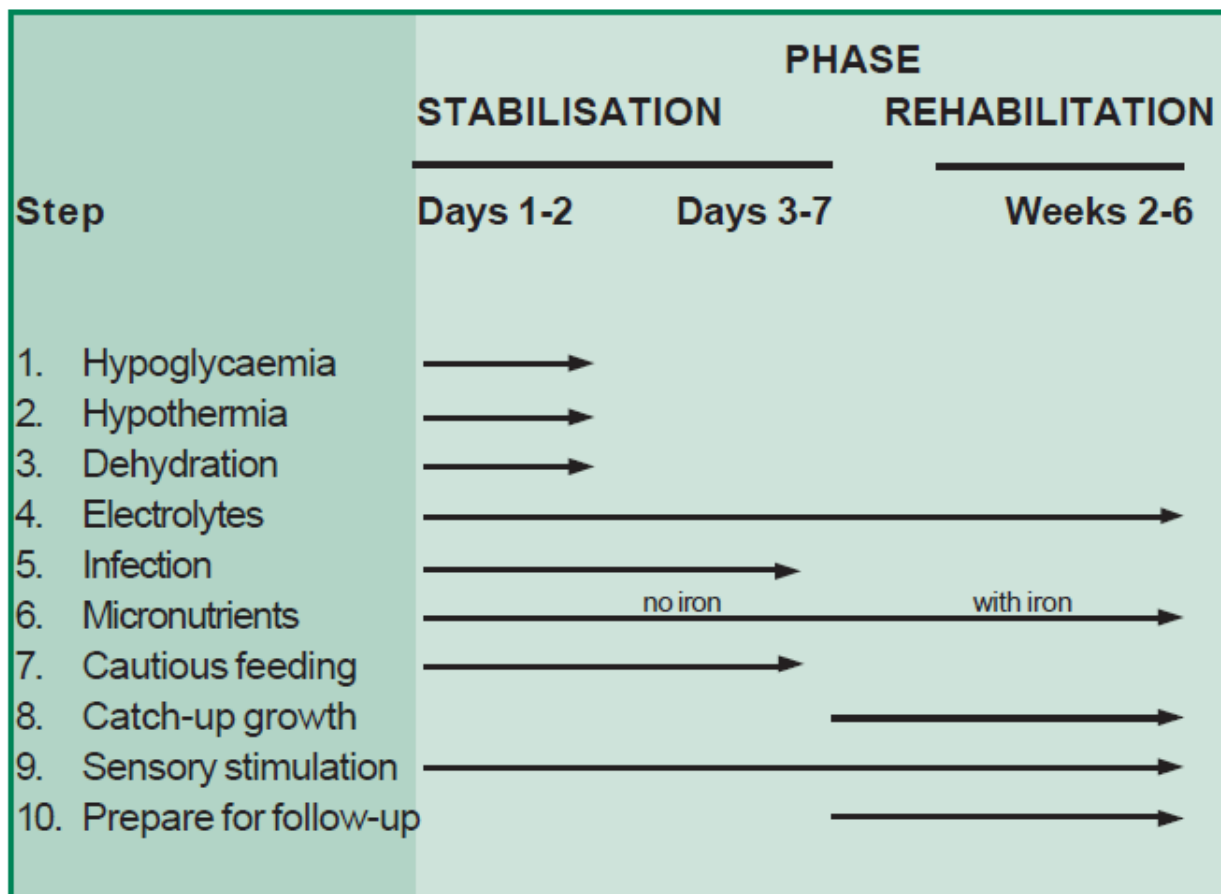 PHASE
STABILISATION REHABILITATION
Step Days 1-2 Days 3-7 Weeks 2-6
1. Hypoglycaemia
2. Hypothermia
3. Dehydration
4. Electrolytes
5. Infection
6. Micronutrients no iron with iron
7. Cautious feeding
8. Catch-up growth
9. Sensory stimulation
10. Prepare for follow-up